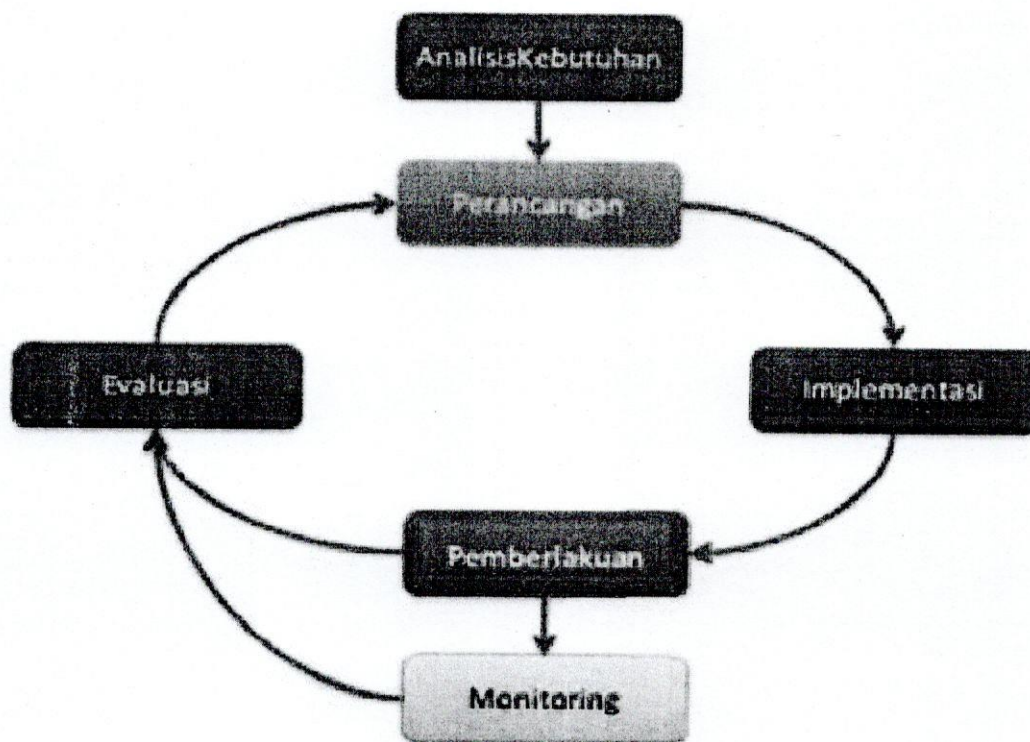 AnalisisKebutuhan
Perancangan
Evaluasi
Implementasi
Pemberlakuan
Monitoring